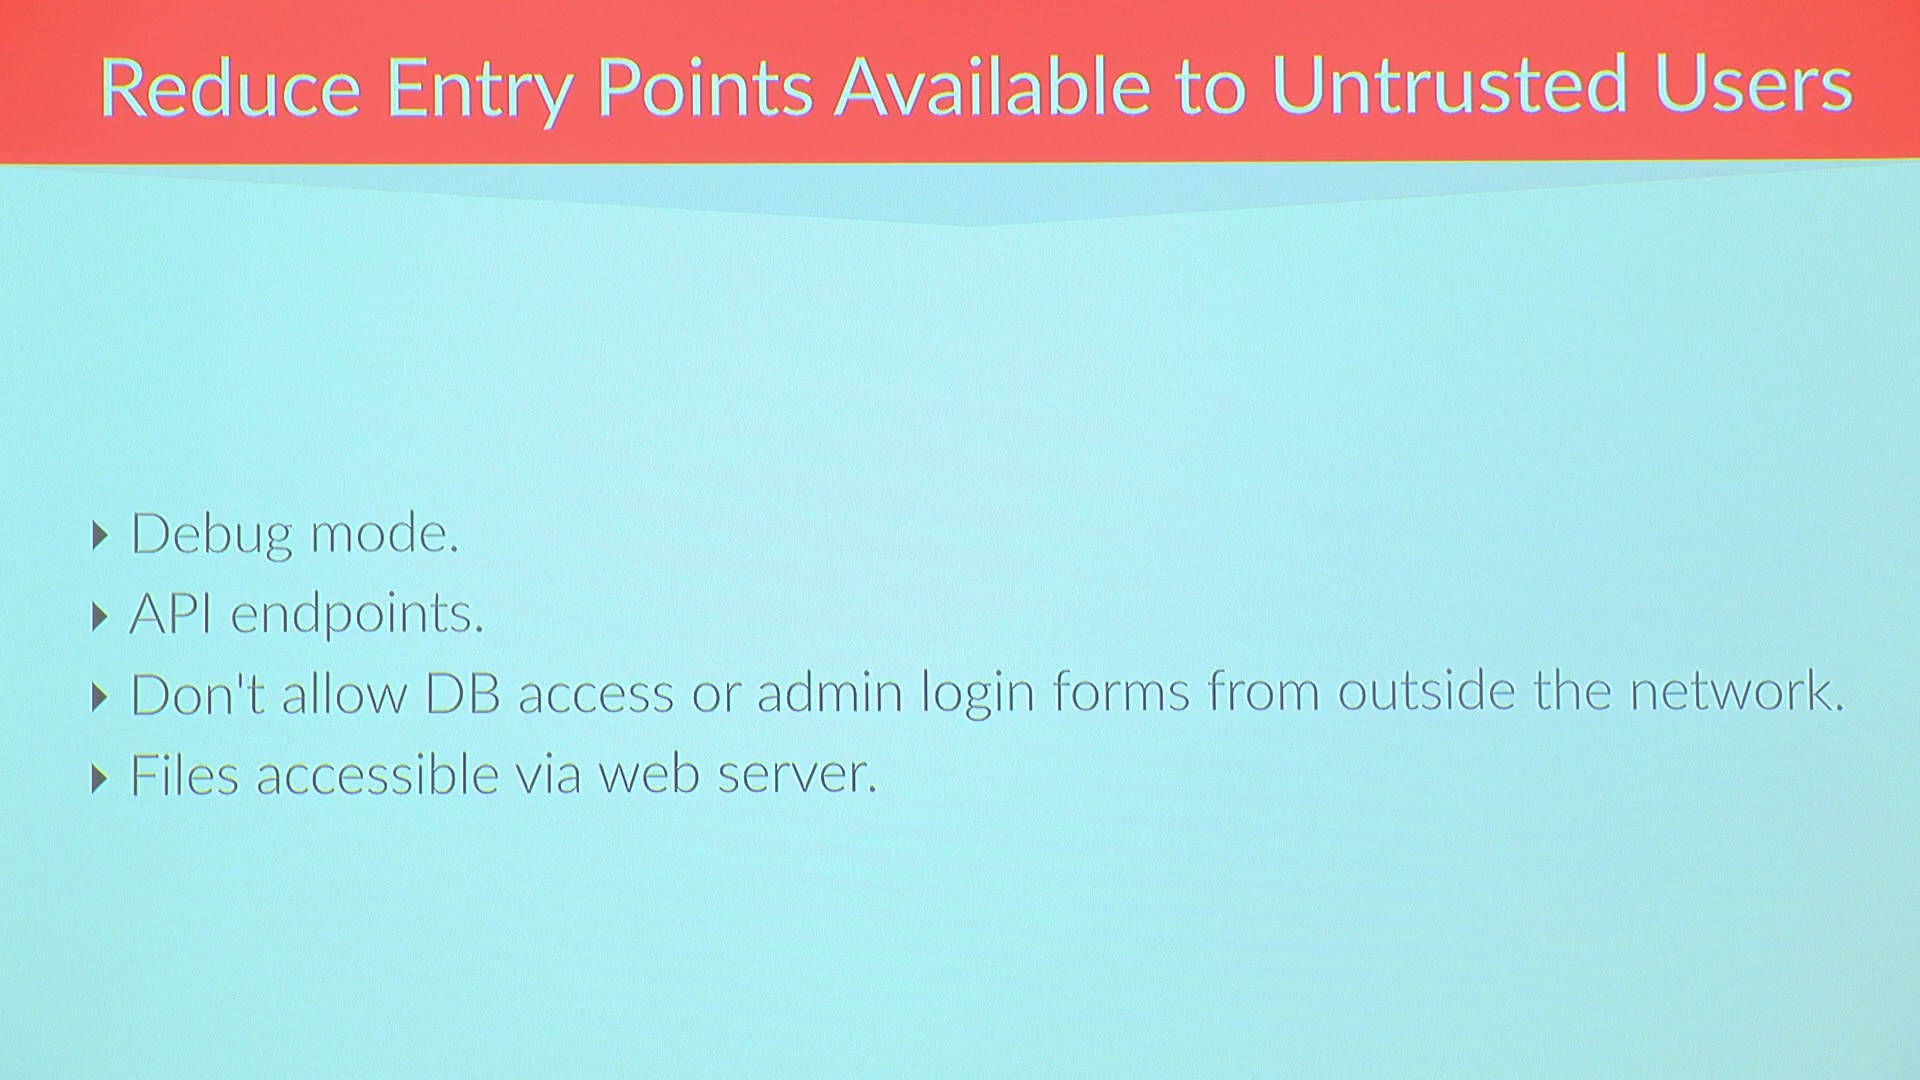 Reduce Entry Points Available to Untrusted Users
Debug mode.
API endpoints.
Don't allow DB access or admin login forms from outside the network.
Files accessible via web server.